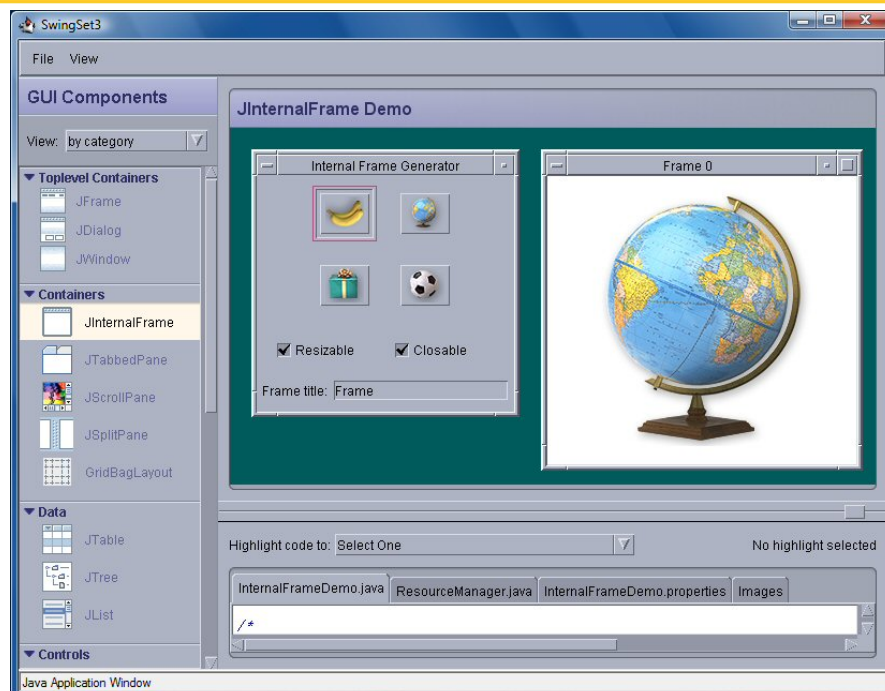 SwingSet3
File View
GUI Components
View: by category
Toplevel Containers
JFrame
JDialog
JWindow
Containers
JInternalFrame
JTabbedPane
JScrollPane
JSplitPane
GridBagLayout
Data
JTable
JTree
JList
Controls
JInternalFrame Demo
Internal Frame Generator
Resizable Closable
Frame title: Frame
Frame 0
Highlight code to: Select One No highlight selected
InternalFrameDemo.java ResourceManager.java InternalFrameDemo.properties Images
/*
Java Application Window